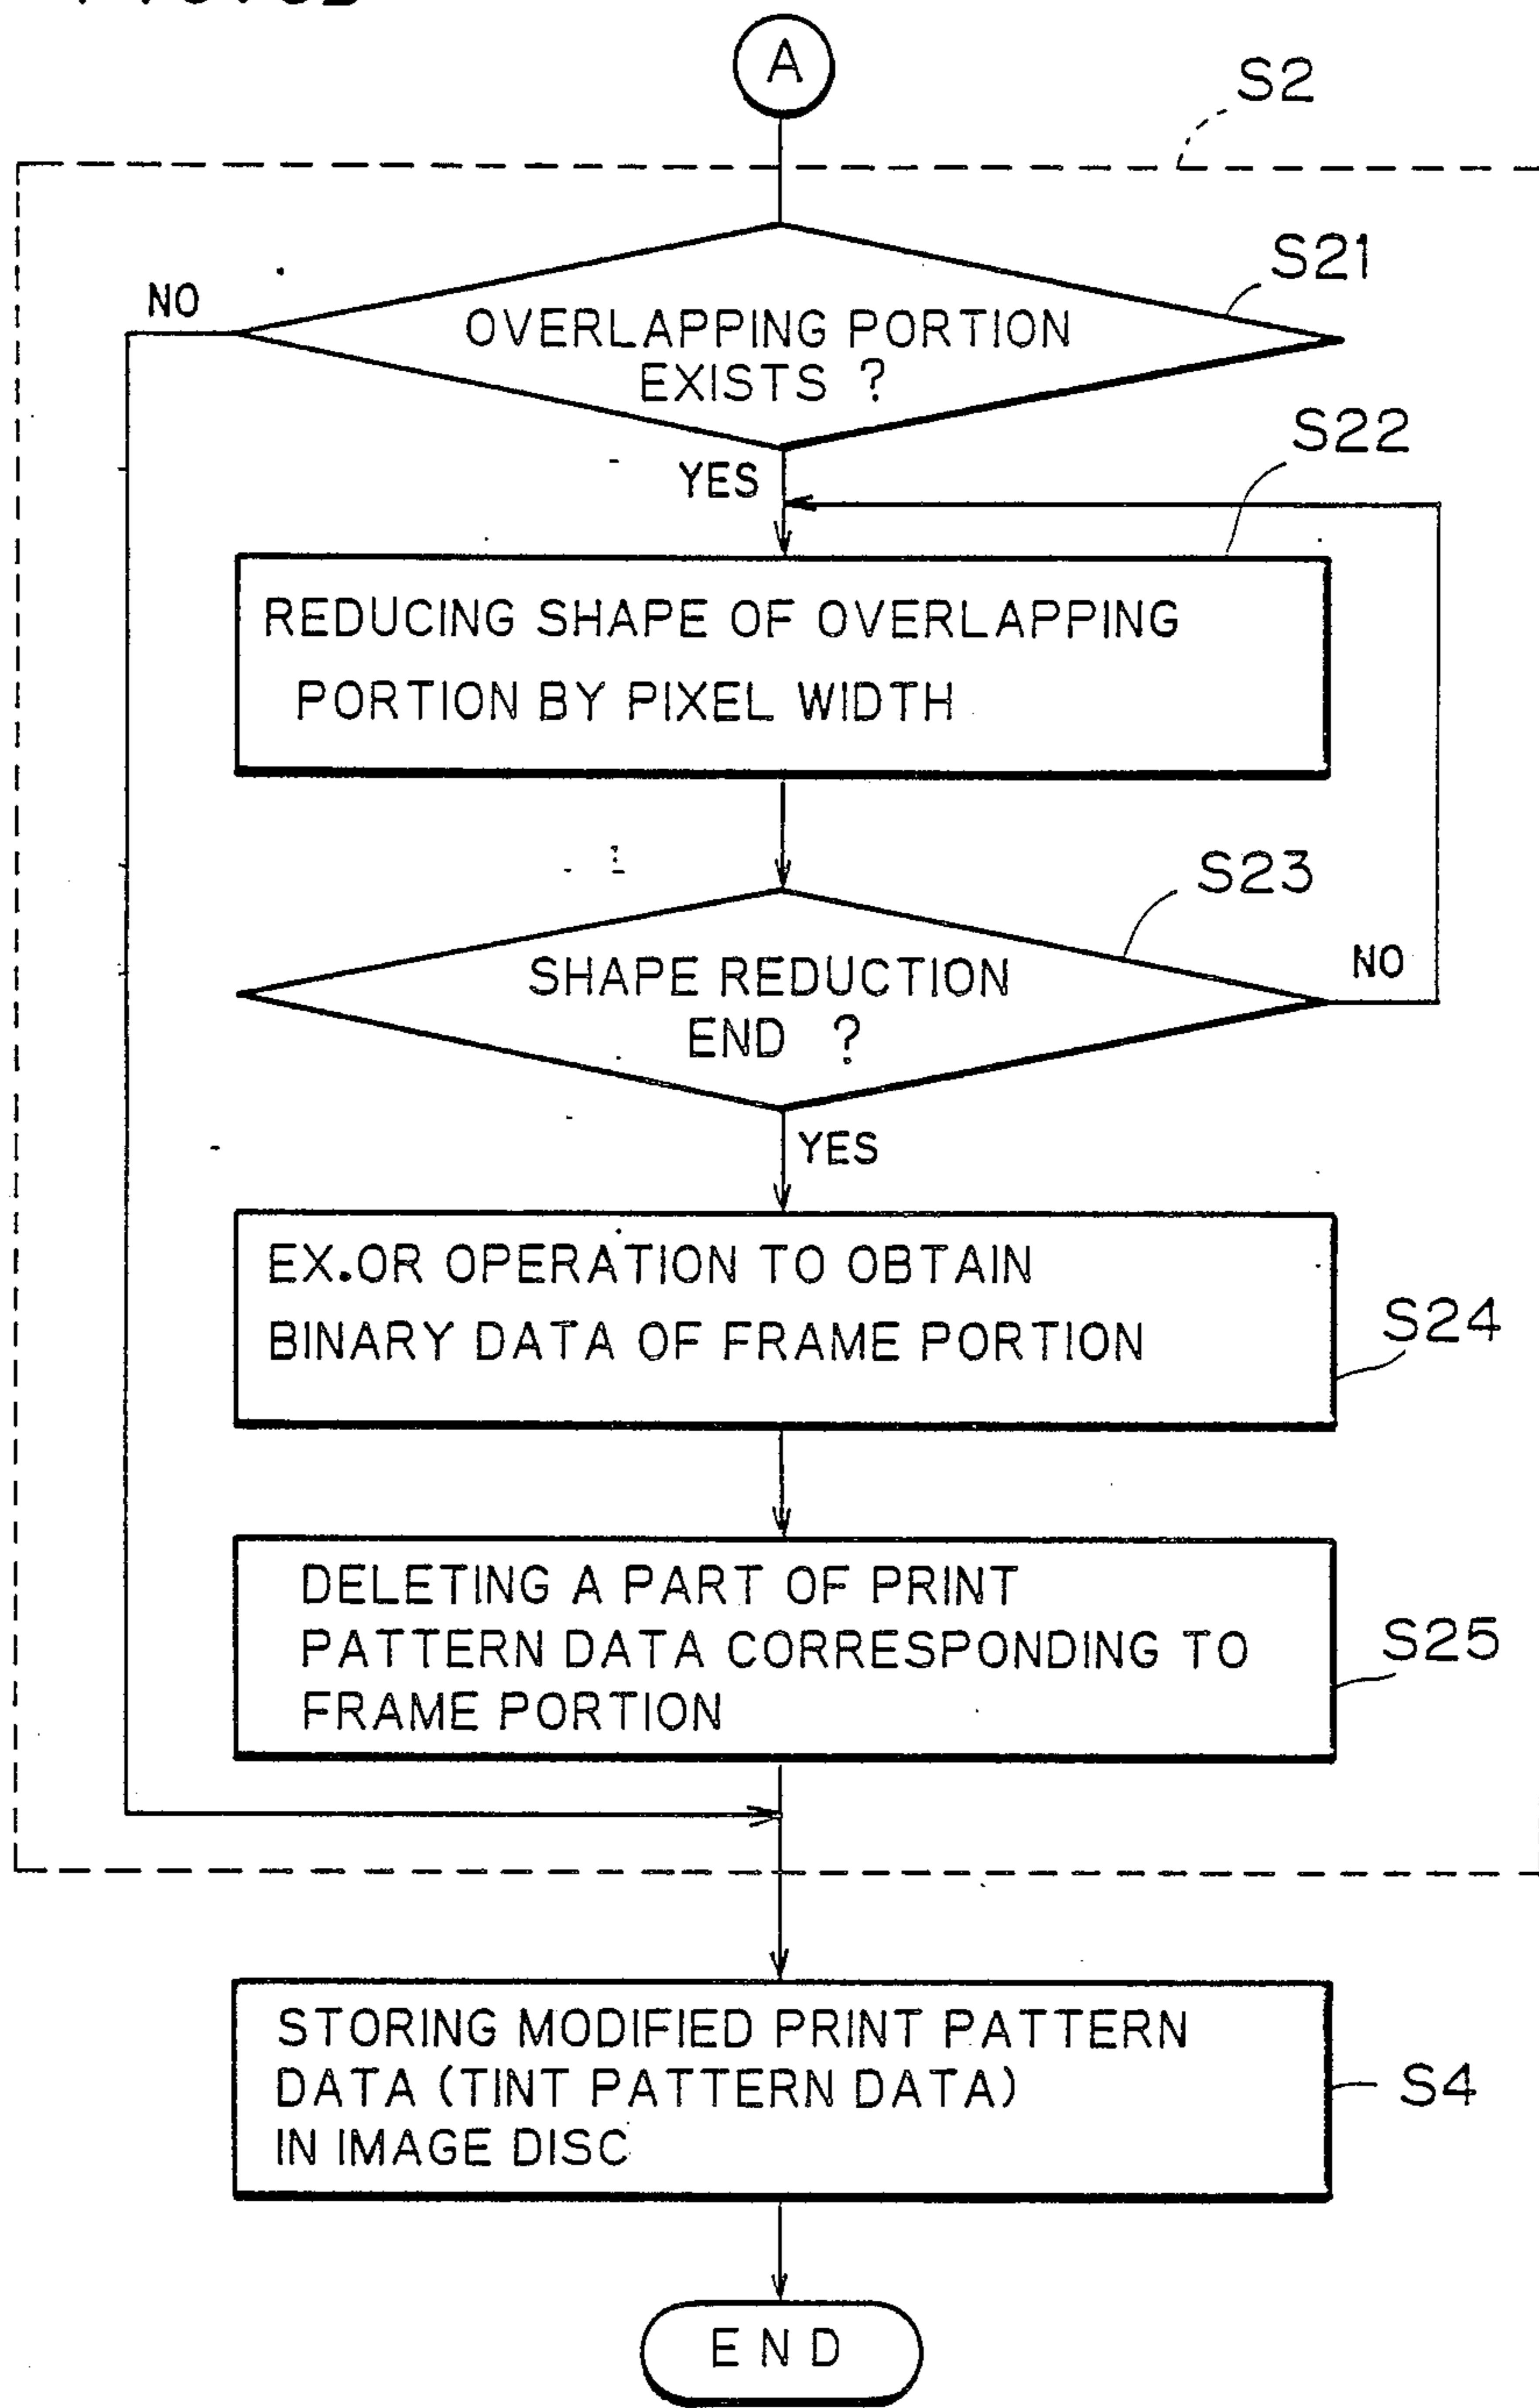 A
S2
S21
NO
OVERLAPPING PORTION
EXISTS ?
S22
YES
REDUCING SHAPE OF OVERLAPPING
PORTION BY PIXEL WIDTH
S23
NO
SHAPE REDUCTION
END ?
YES
EX.OR OPERATION TO OBTAIN
BINARY DATA OF FRAME PORTION
S24
DELETING A PART OF PRINT
PATTERN DATA CORRESPONDING TO
FRAME PORTION
S25
STORING MODIFIED PRINT PATTERN
DATA (TINT PATTERN DATA)
IN IMAGE DISC
S4
END